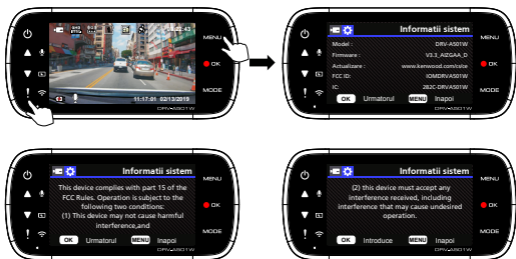 MENU
OK
MODE
11:17:01 02/13/2019
DRV-A501W
Informatii sistem
Model : DRV-A501W
Firmware : V3.3_AIZGAA_D
Actualizare : www.kenwood.com/cs/ce
FCC ID: IOMDRVA501W
IC: 282C-DRVA501W
OK Urmatorul MENU Inapoi
MENU
OK
MODE
DRV-A501W
Informatii sistem
This device complies with part 15 of the
FCC Rules. Operation is subject to the
following two conditions:
(1) This device may not cause harmful
interference,and
OK Urmatorul MENU Inapoi
MENU
OK
MODE
DRV-A501W
Informatii sistem
(2) this device must accept any
interference received, including
interference that may cause undesired
operation.
OK Introduce MENU Inapoi
MENU
OK
MODE
DRV-A501W